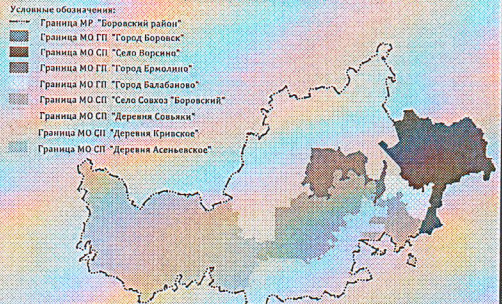 Условные обозначения:
Граница МР "Боровский район"
Граница МО ГП "Город Боровск"
Граница МО СП "Село Ворсино"
Граница МО ГП "Город Ермолино"
Граница МО ГП "Город Балабаново"
Граница МО СП "Село Совхоз "Боровский"
Граница МО СП "Деревня Совьяки"
Граница МО СП "Деревня Кривское"
Граница МО СП "Деревня Асеньевское"